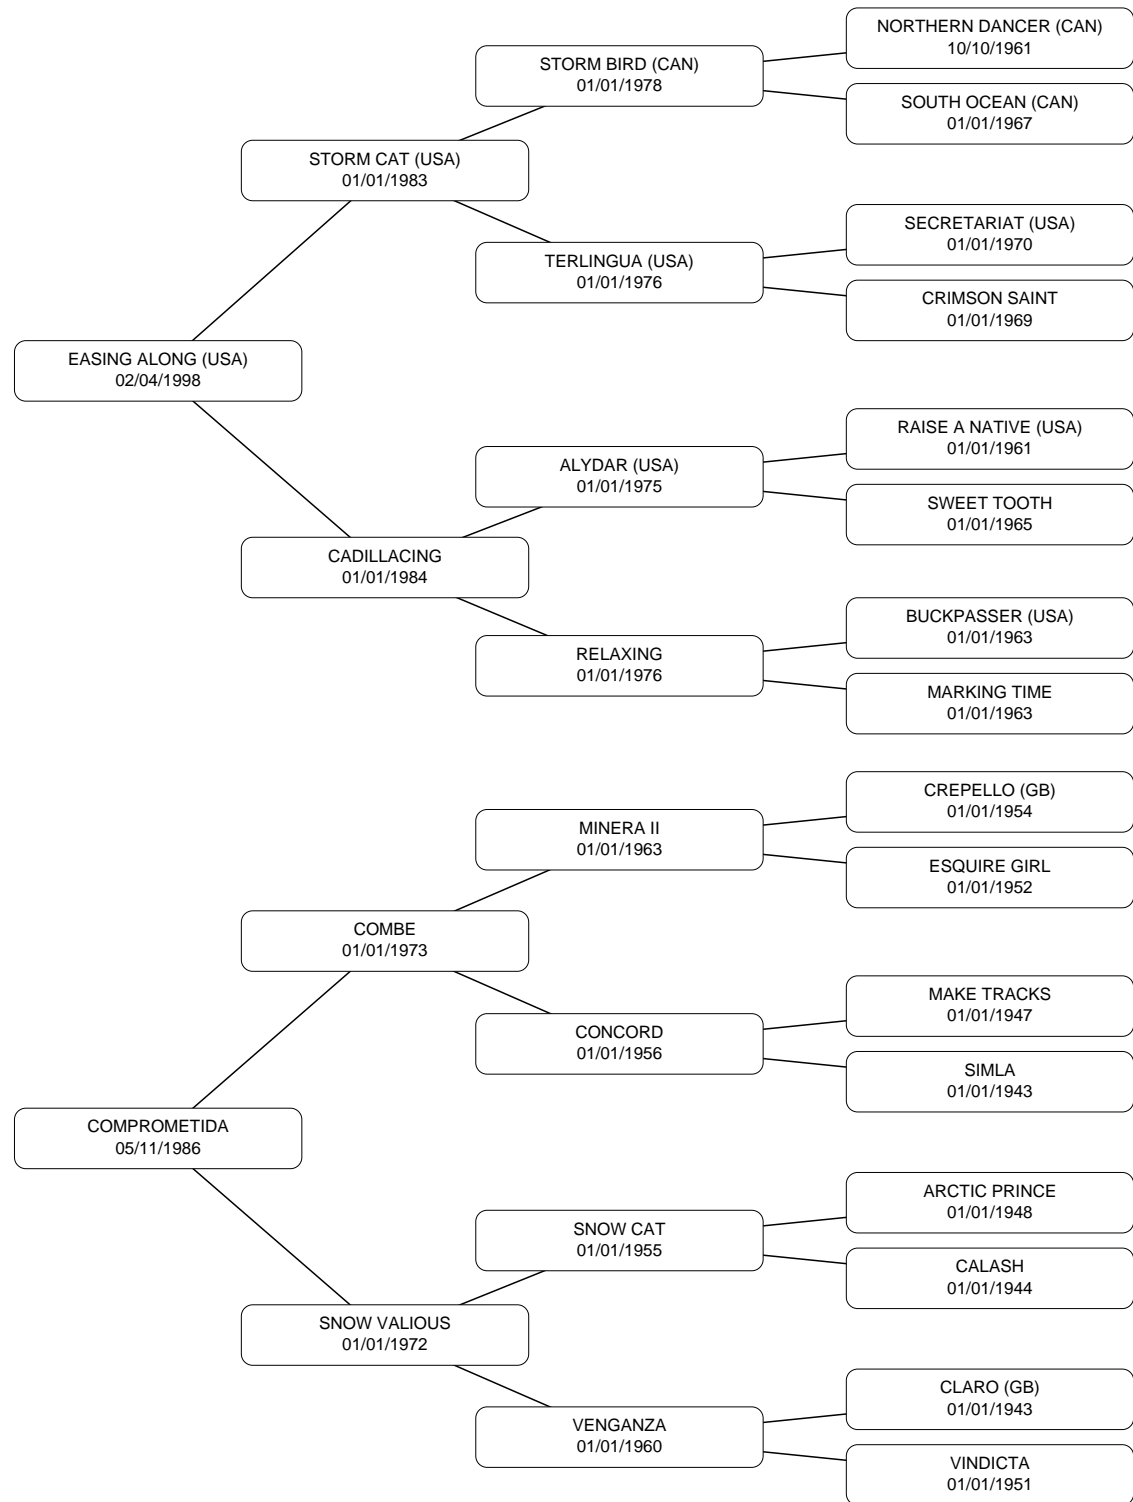 NORTHERN DANCER (CAN)
10/10/1961
STORM BIRD (CAN)
01/01/1978
SOUTH OCEAN (CAN)
01/01/1967
STORM CAT (USA)
01/01/1983
SECRETARIAT (USA)
01/01/1970
TERLINGUA (USA)
01/01/1976
CRIMSON SAINT
01/01/1969
EASING ALONG (USA)
02/04/1998
RAISE A NATIVE (USA)
01/01/1961
ALYDAR (USA)
01/01/1975
SWEET TOOTH
01/01/1965
CADILLACING
01/01/1984
BUCKPASSER (USA)
01/01/1963
RELAXING
01/01/1976
MARKING TIME
01/01/1963
CREPELLO (GB)
01/01/1954
MINERA II
01/01/1963
ESQUIRE GIRL
01/01/1952
COMBE
01/01/1973
MAKE TRACKS
01/01/1947
CONCORD
01/01/1956
SIMLA
01/01/1943
COMPROMETIDA
05/11/1986
ARCTIC PRINCE
01/01/1948
SNOW CAT
01/01/1955
CALASH
01/01/1944
SNOW VALIOUS
01/01/1972
CLARO (GB)
01/01/1943
VENGANZA
01/01/1960
VINDICTA
01/01/1951